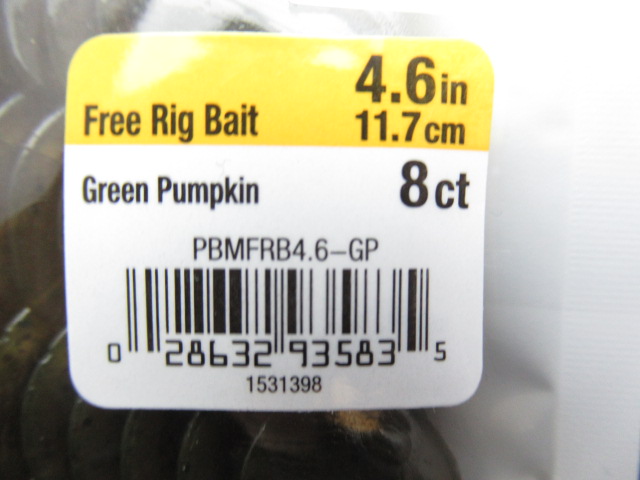 4.6in
Free Rig Bait 11.7cm
Green Pumpkin 8ct
PBMFRB4.6-GP
0 28632 93583 5
1531398